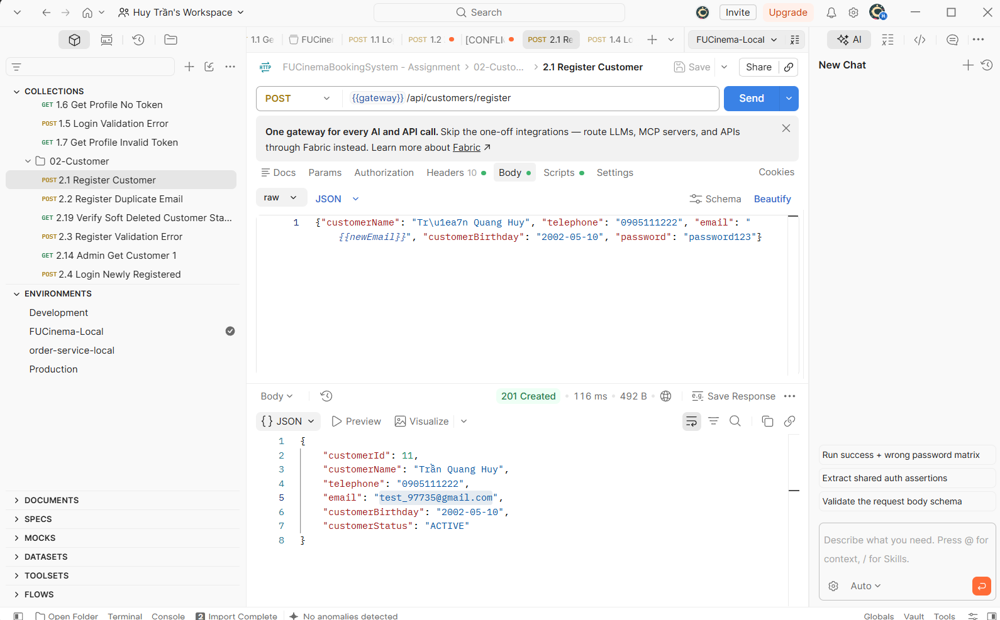 Huy Trần's Workspace
Search
Invite
Upgrade
1.1 Ge
FUCiner
POST 1.1 Lo
POST 1.2
[CONFLI
POST 2.1 Re
POST 1.4 Lo
FUCinema-Local
AI
COLLECTIONS
GET 1.6 Get Profile No Token
POST 1.5 Login Validation Error
GET 1.7 Get Profile Invalid Token
02-Customer
POST 2.1 Register Customer
POST 2.2 Register Duplicate Email
GET 2.19 Verify Soft Deleted Customer Sta...
POST 2.3 Register Validation Error
GET 2.14 Admin Get Customer 1
POST 2.4 Login Newly Registered
ENVIRONMENTS
Development
FUCinema-Local
order-service-local
Production
DOCUMENTS
SPECS
MOCKS
DATASETS
TOOLSETS
FLOWS
HTTP FUCinemaBookingSystem - Assignment > 02-Custo... > 2.1 Register Customer
Save
Share
POST
{{gateway}} /api/customers/register
Send
One gateway for every AI and API call. Skip the one-off integrations — route LLMs, MCP servers, and APIs
through Fabric instead. Learn more about Fabric ↗
Docs
Params
Authorization
Headers 10
Body
Scripts
Settings
Cookies
raw
JSON
Schema
Beautify
1 {"customerName": "Tr\u1ea7n Quang Huy", "telephone": "0905111222", "email": "
{{newEmail}}", "customerBirthday": "2002-05-10", "password": "password123"}
Body
201 Created
116 ms
492 B
e.g. Save Response
{} JSON
Preview
Visualize
1 {
2 "customerId": 11,
3 "customerName": "Trần Quang Huy",
4 "telephone": "0905111222",
5 "email": "test_97735@gmail.com",
6 "customerBirthday": "2002-05-10",
7 "customerStatus": "ACTIVE"
8 }
New Chat
Run success + wrong password matrix
Extract shared auth assertions
Validate the request body schema
Describe what you need. Press @ for
context, / for Skills.
Auto
Open Folder
Terminal
Console
2 Import Complete
No anomalies detected
Globals
Vault
Tools